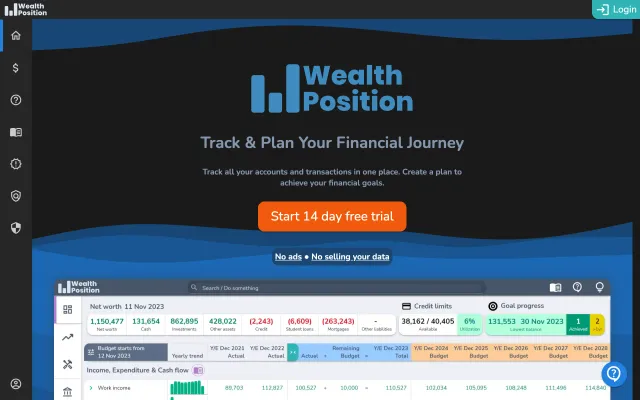 Wealth
Position
Login
Wealth
Position
Track & Plan Your Financial Journey
Track all your accounts and transactions in one place. Create a plan to
achieve your financial goals.
Start 14 day free trial
No ads ● No selling your data
Wealth
Position
Search / Do something
Net worth 11 Nov 2023
Credit limits
Goal progress
1,150,477 131,654 862,895 428,022 (2,243) (6,609) (263,243) -
Net worth Cash Investments Other assets Credit Student loans Mortgages Other liabilities
38,162 / 40,405 6%
Available Utilization
131,553 30 Nov 2023 1 2
Lowest balance Achieved
Budget starts from
12 Nov 2023
Yearly trend
Y/E Dec 2021 Y/E Dec 2022 Remaining Y/E Dec 2023 Y/E Dec 2024 Y/E Dec 2025 Y/E Dec 2026 Y/E Dec 2027 Y/E Dec 2028
Actual Actual Actual + Budget = Total Budget Budget Budget Budget Budget
Income, Expenditure & Cash flow
Work income 89,703 112,827 100,527 + 10,000 = 110,527 102,034 105,095 108,248 111,496 114,840